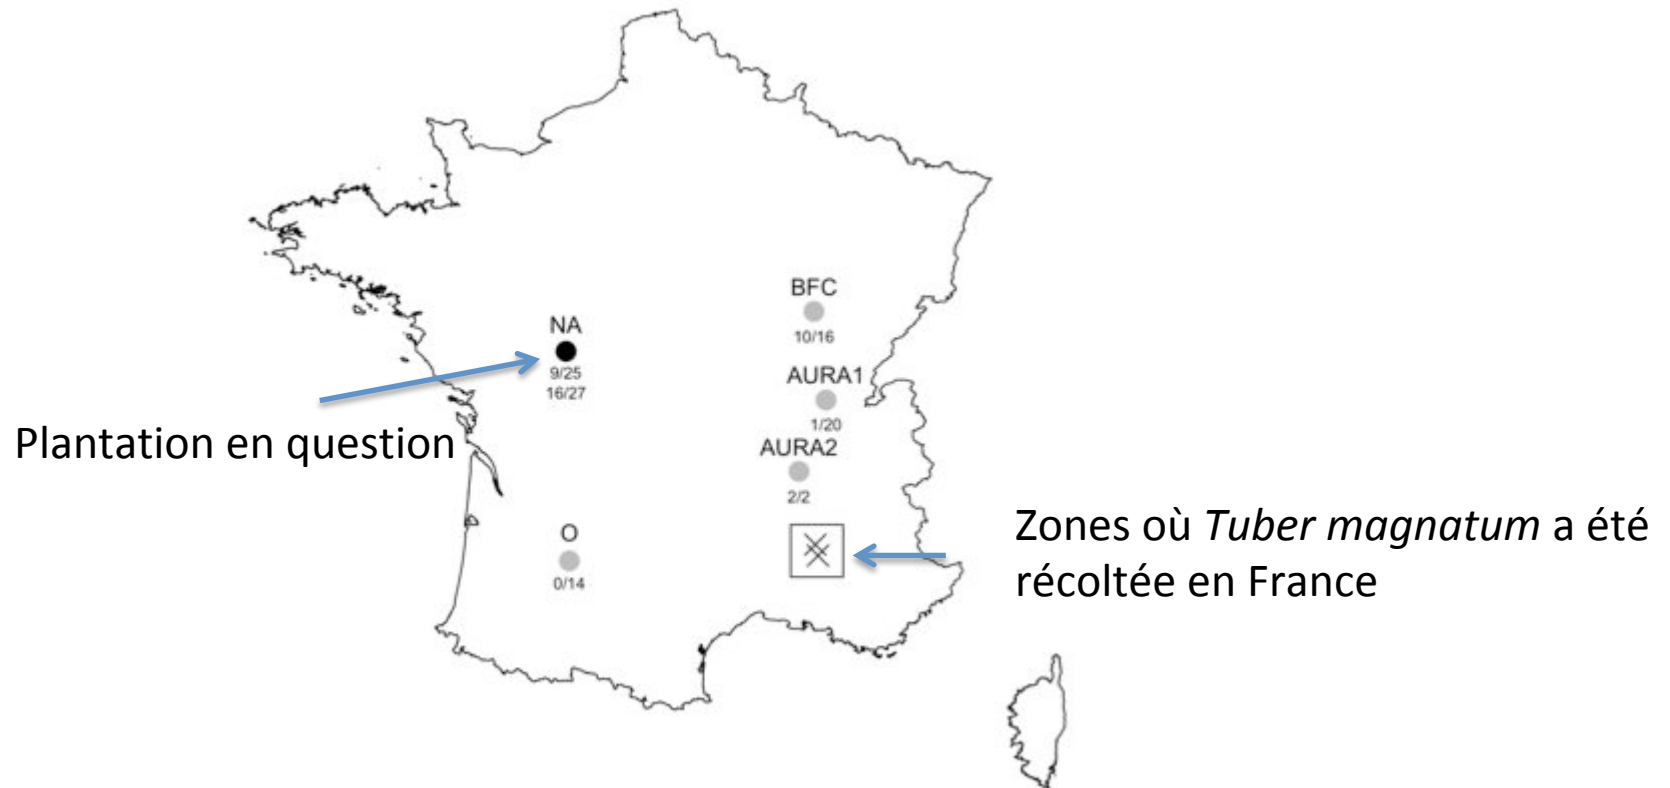 BFC
10/16
NA
9/25
16/27
AURA1
1/20
Plantation en question
AURA2
2/2
Zones où Tuber magnatum a été
récoltée en France
O
0/14